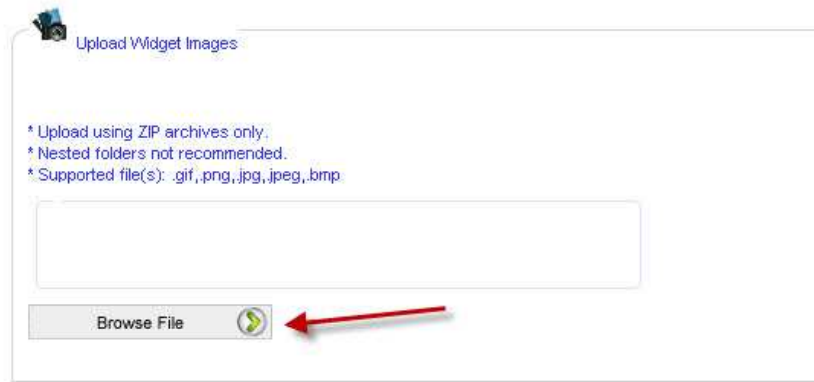 Upload Widget Images
* Upload using ZIP archives only.
* Nested folders not recommended.
* Supported file(s): .gif,.png,.jpg,.jpeg,.bmp
Browse File